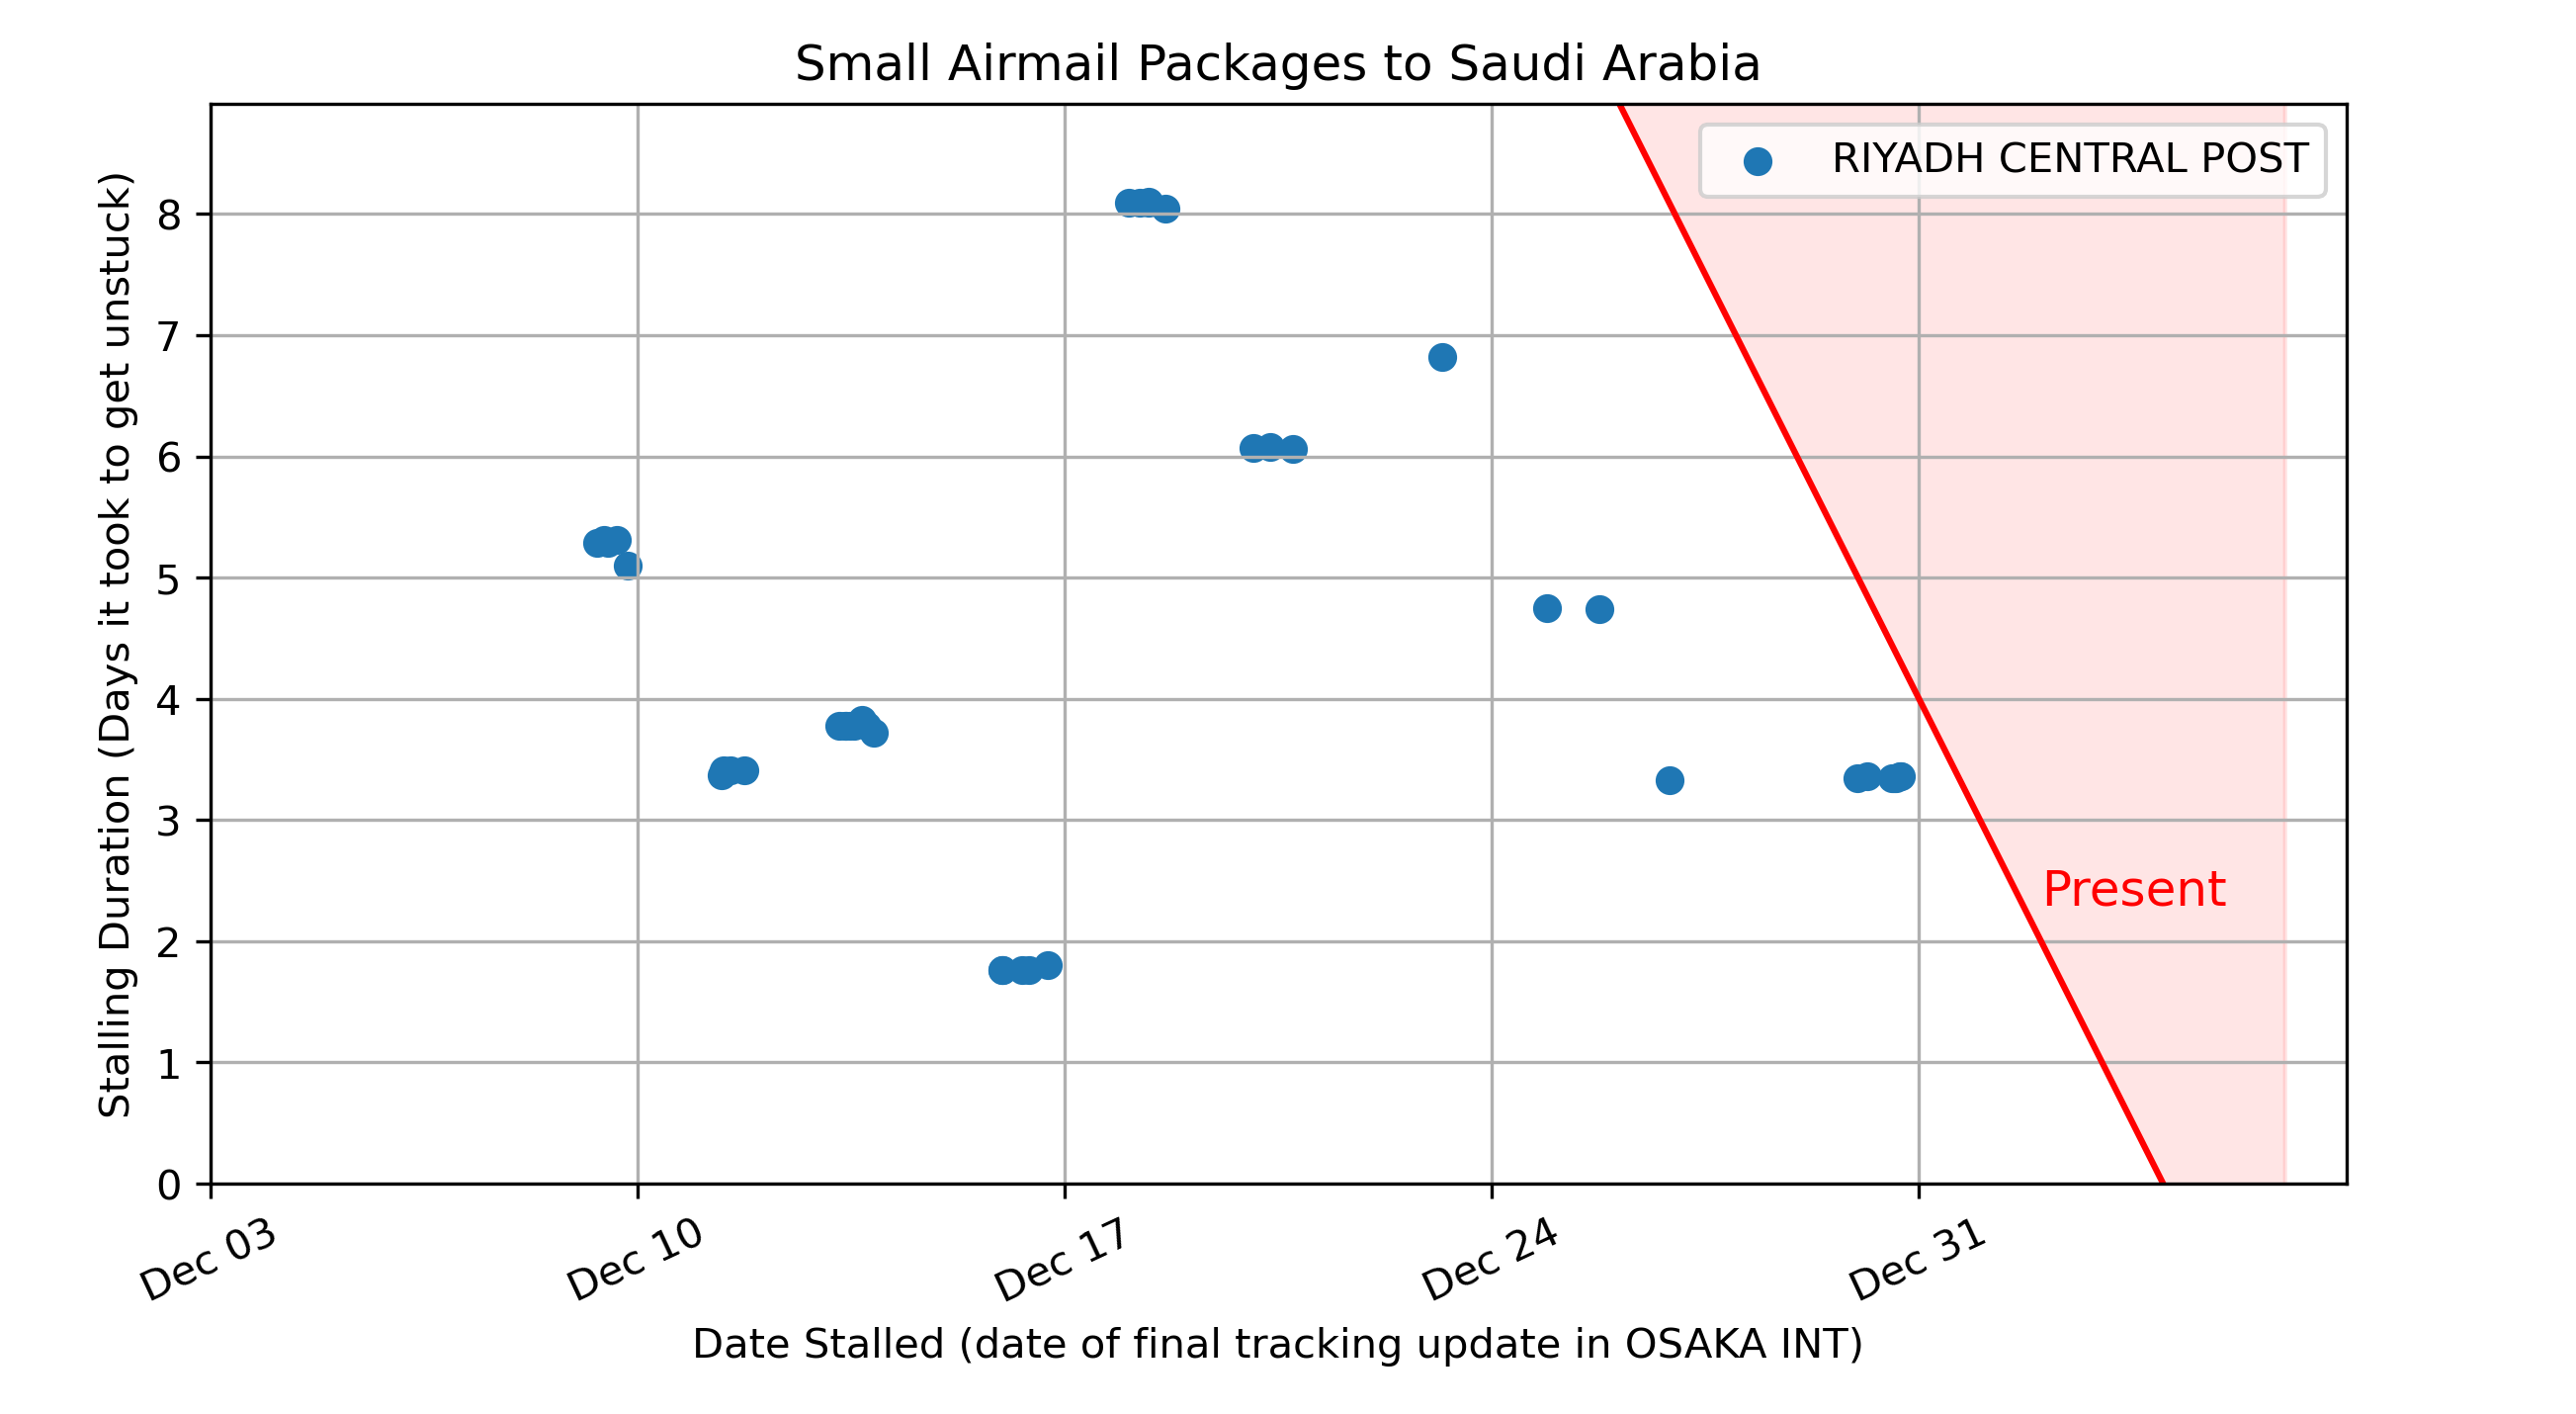 Small Airmail Packages to Saudi Arabia
RIYADH CENTRAL POST
Stalling Duration (Days it took to get unstuck)
8
7
6
5
4
3
2
1
0
Present
Dec 03
Dec 10
Dec 17
Dec 24
Dec 31
Date Stalled (date of final tracking update in OSAKA INT)